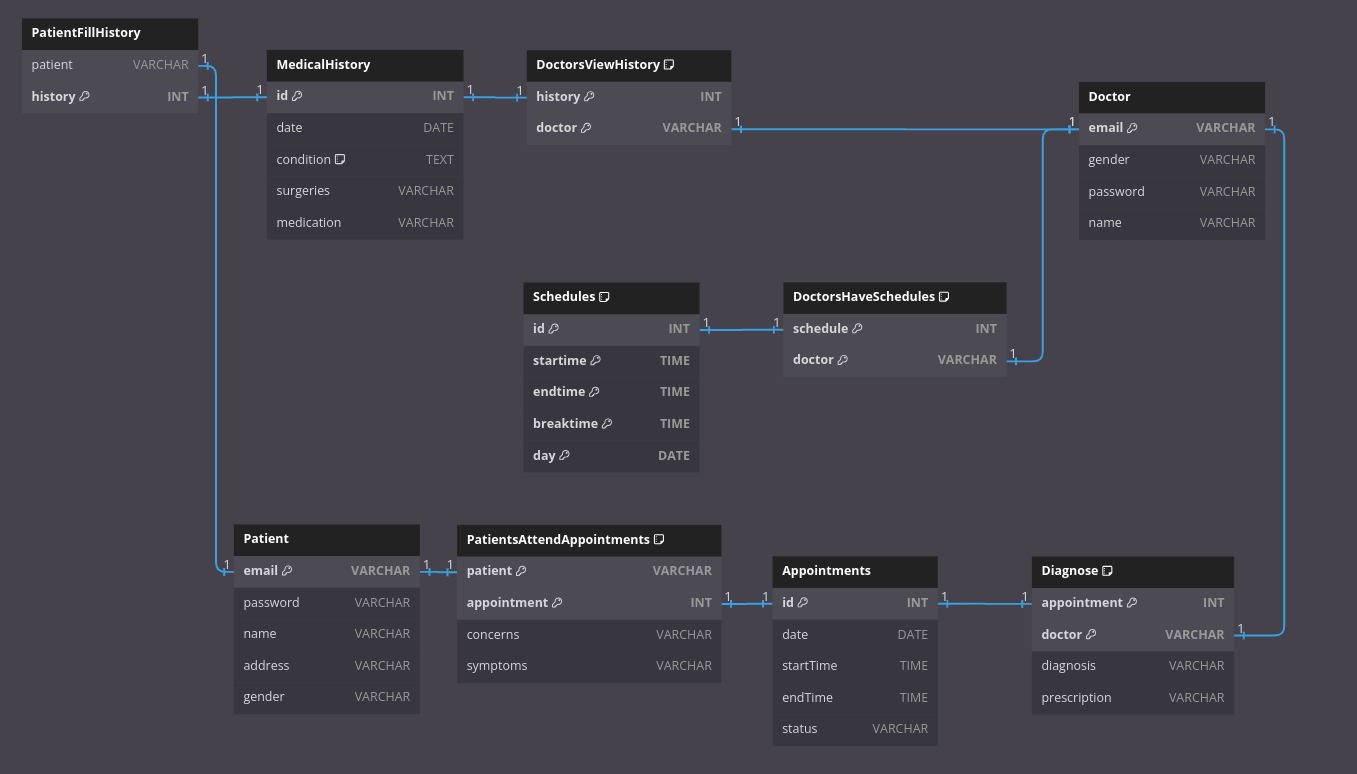 PatientFillHistory
patient VARCHAR
history INT
1
1
MedicalHistory
id INT
date DATE
condition TEXT
surgeries VARCHAR
medication VARCHAR
1
1
DoctorsViewHistory
history INT
doctor VARCHAR
1
1
Doctor
email VARCHAR
gender VARCHAR
password VARCHAR
name VARCHAR
1
1
Schedules
id INT
startime TIME
endtime TIME
breaktime TIME
day DATE
1
1
DoctorsHaveSchedules
schedule INT
doctor VARCHAR
1
Patient
email VARCHAR
password VARCHAR
name VARCHAR
address VARCHAR
gender VARCHAR
1
1
1
PatientsAttendAppointments
patient VARCHAR
appointment INT
concerns VARCHAR
symptoms VARCHAR
1
1
Appointments
id INT
date DATE
startTime TIME
endTime TIME
status VARCHAR
1
1
Diagnose
appointment INT
doctor VARCHAR
diagnosis VARCHAR
prescription VARCHAR
1